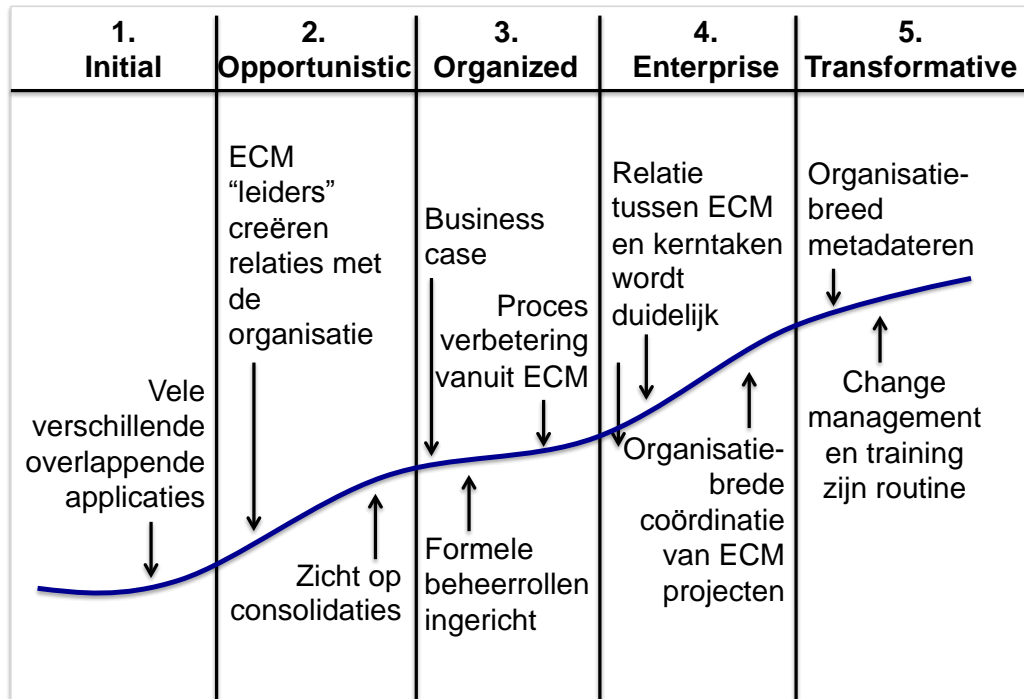 1.
Initial
2.
Opportunistic
3.
Organized
4.
Enterprise
5.
Transformative
Vele
verschillende
overlappende
applicaties
ECM
“leiders”
creëren
relaties met
de
organisatie
Zicht op
consolidaties
Business
case
Proces
verbetering
vanuit ECM
Formele
beheerrollen
ingericht
Relatie
tussen ECM
en kerntaken
wordt
duidelijk
Organisatie-
brede
coördinatie
van ECM
projecten
Organisatie-
breed
metadateren
Change
management
en training
zijn routine